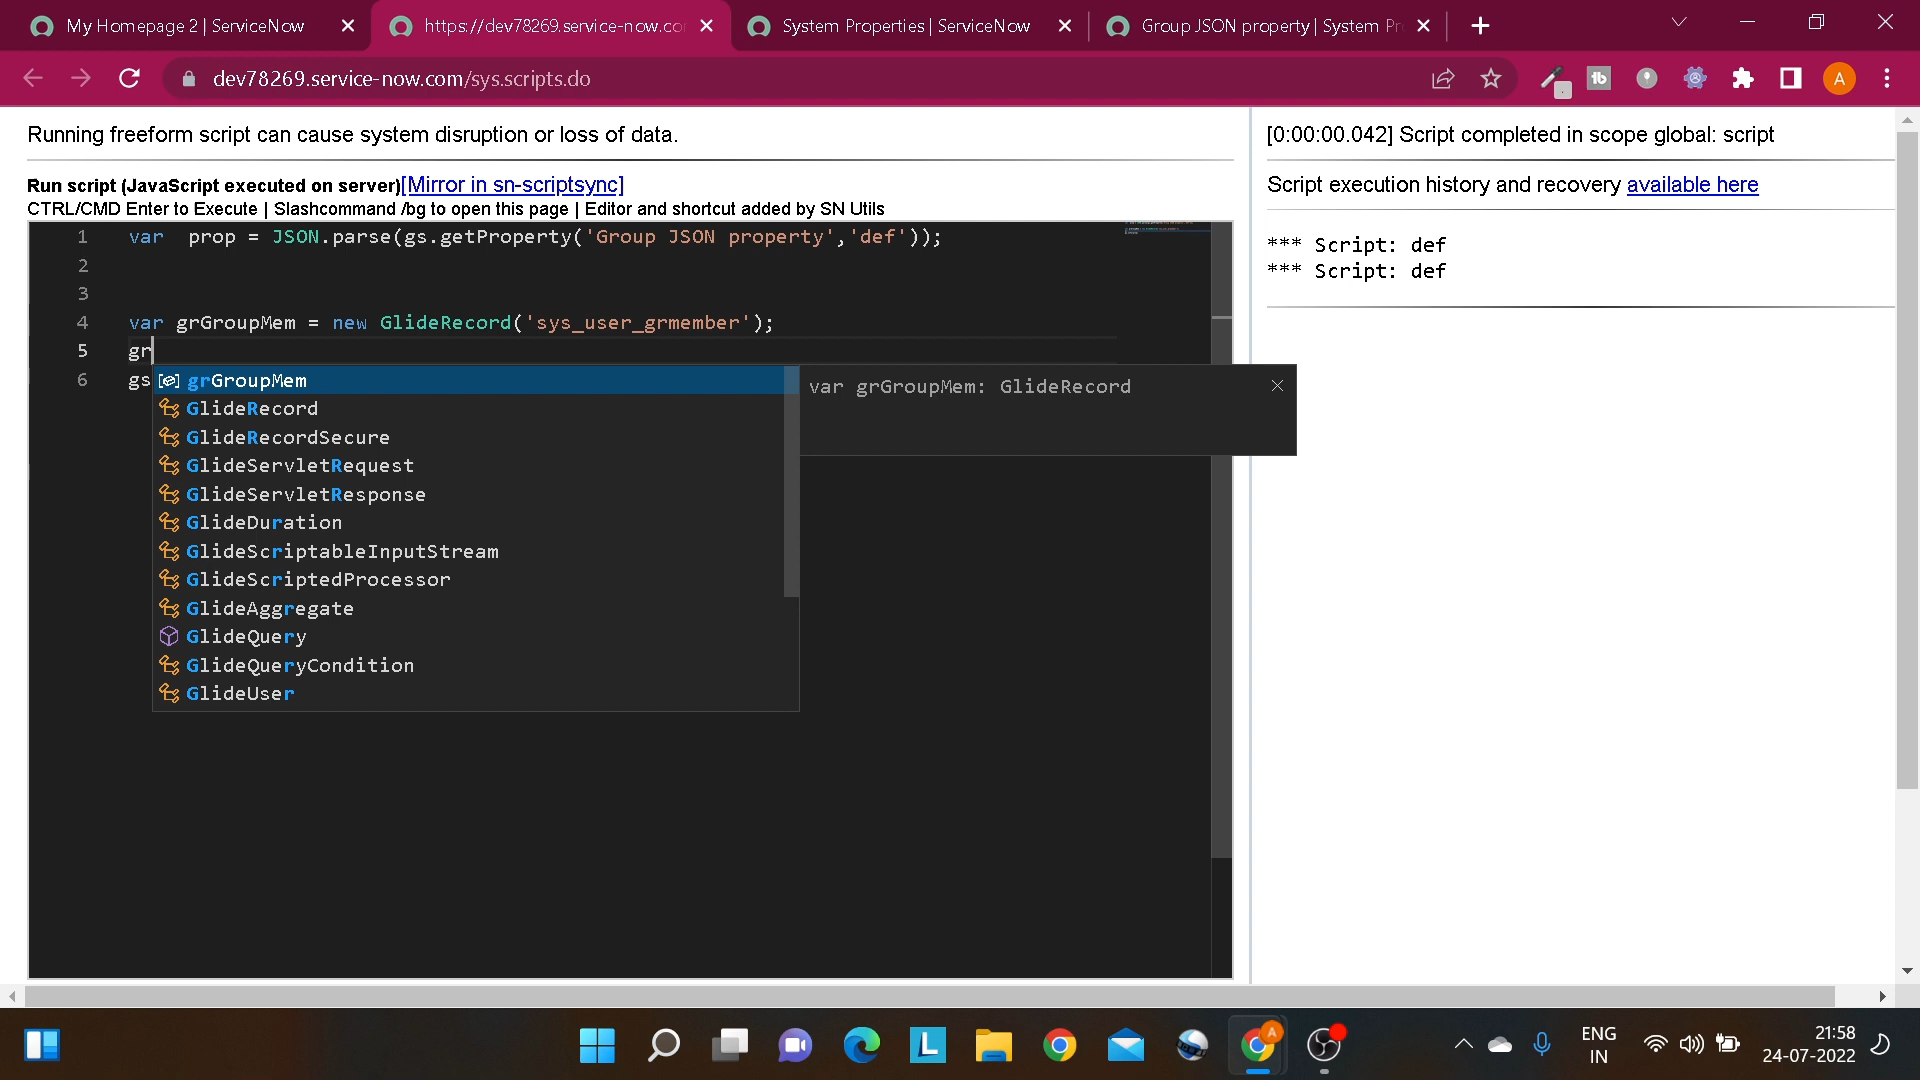 My Homepage 2 | ServiceNow
https://dev78269.service-now.co
System Properties | ServiceNow
Group JSON property | System Pr
dev78269.service-now.com/sys.scripts.do
A
Running freeform script can cause system disruption or loss of data.
Run script (JavaScript executed on server)[Mirror in sn-scriptsync]
CTRL/CMD Enter to Execute | Slashcommand /bg to open this page | Editor and shortcut added by SN Utils
1 var  prop = JSON.parse(gs.getProperty('Group JSON property','def'));
2
3
4 var grGroupMem = new GlideRecord('sys_user_grmember');
5 gr
6 gs
grGroupMem
GlideRecord
GlideRecordSecure
GlideServletRequest
GlideServletResponse
GlideDuration
GlideScriptableInputStream
GlideScriptedProcessor
GlideAggregate
GlideQuery
GlideQueryCondition
GlideUser
var grGroupMem: GlideRecord
[0:00:00.042] Script completed in scope global: script
Script execution history and recovery available here
*** Script: def
*** Script: def
L
A
ENG
IN
21:58
24-07-2022